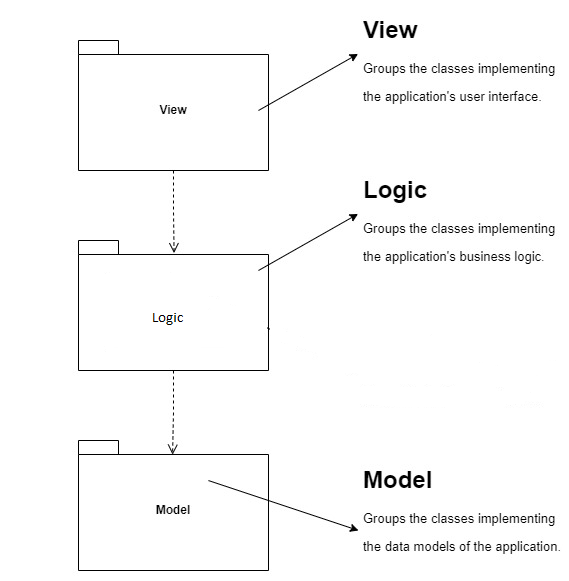 View
Groups the classes implementing
the application's user interface.
View
Logic
Groups the classes implementing
the application's business logic.
Logic
Model
Groups the classes implementing
the data models of the application.
Model